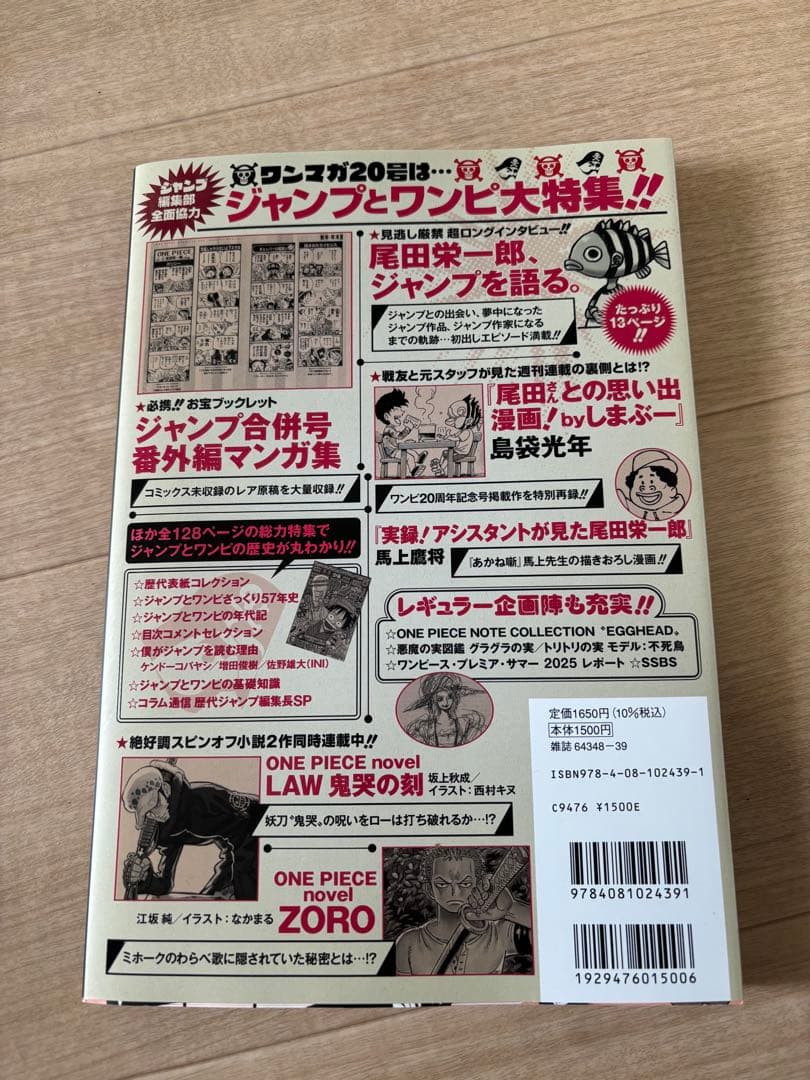 ジャンプ
編集部
全面協力
ワンマガ20号は…
ジャンプとワンピ大特集!!
ONE PIECE
★必携!! お宝ブックレット
ジャンプ合併号
番外編マンガ集
コミックス未収録のレア原稿を大量収録!!
★見逃し厳禁 超ロングインタビュー!!
尾田栄一郎、
ジャンプを語る。
ジャンプとの出会い、夢中になった
ジャンプ作品、ジャンプ作家になる
までの軌跡…初出しエピソード満載!!
たっぷり
13ページ
!!
★戦友と元スタッフが見た週刊連載の裏側とは!?
『尾田さんとの思い出
漫画!byしまぶー』
島袋光年
ワンピ20周年記念号掲載作を特別再録!!
『実録!アシスタントが見た尾田栄一郎』
馬上鷹将
『あかね噺』馬上先生の描きおろし漫画!!
ほか全128ページの総力特集で
ジャンプとワンピの歴史が丸わかり!!
☆歴代表紙コレクション
☆ジャンプとワンピざっくり57年史
☆ジャンプとワンピの年代記
☆目次コメントセレクション
☆僕がジャンプを読む理由
ケンドーコバヤシ/増田俊樹/佐野雄大(INI)
☆ジャンプとワンピの基礎知識
☆コラム通信 歴代ジャンプ編集長SP
レギュラー企画陣も充実!!
☆ONE PIECE NOTE COLLECTION “EGGHEAD”
☆悪魔の実図鑑 グラグラの実/トリトリの実 モデル:不死鳥
☆ワンピース・プレミア・サマー 2025 レポート ☆SSBS
★絶好調スピンオフ小説2作同時連載中!!
ONE PIECE novel
LAW 鬼哭の刻
坂上秋成/
イラスト:西村キヌ
妖刀“鬼哭”の呪いをローは打ち破れるか…!?
ONE PIECE
novel
ZORO
江坂 純/イラスト:なかまる
ミホークのわらべ歌に隠されていた秘密とは…!?
定価1650円(10%税込)
本体1500円
雑誌 64348-39
ISBN978-4-08-102439-1
C9476 ¥1500E
9784081024391
1929476015006